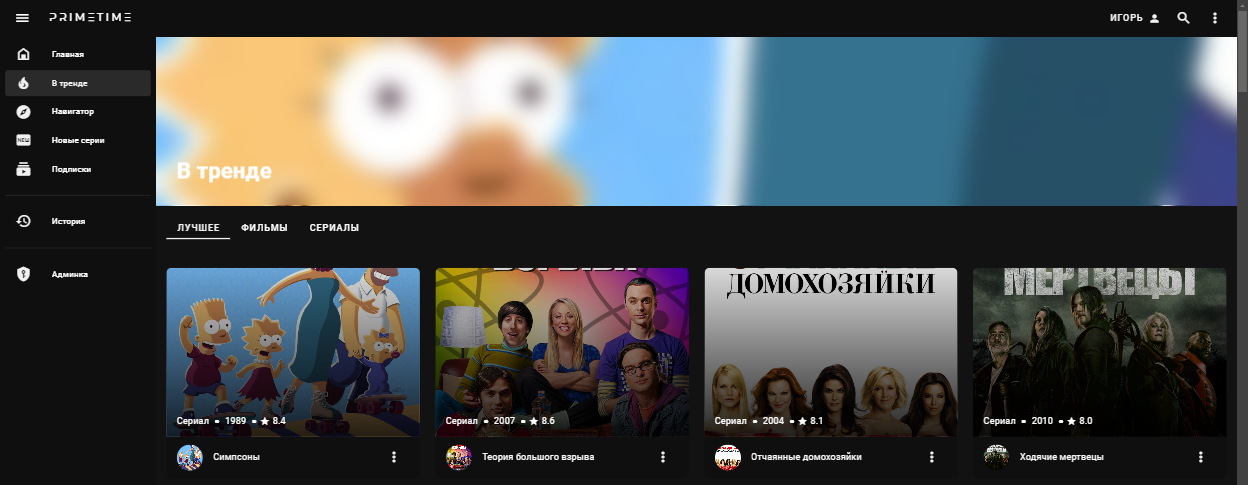 PRIMETIME
ИГОРЬ
Главная
В тренде
Навигатор
NEW Новые серии
Подписки
История
Админка
В тренде
ЛУЧШЕЕ ФИЛЬМЫ СЕРИАЛЫ
ДОМОХОЗЯЙКИ
МЕРТВЕЦЫ
Сериал • 1989 • ★ 8.4
Сериал • 2007 • ★ 8.6
Сериал • 2004 • ★ 8.1
Сериал • 2010 • ★ 8.0
Симпсоны
Теория большого взрыва
Отчаянные домохозяйки
Ходячие мертвецы